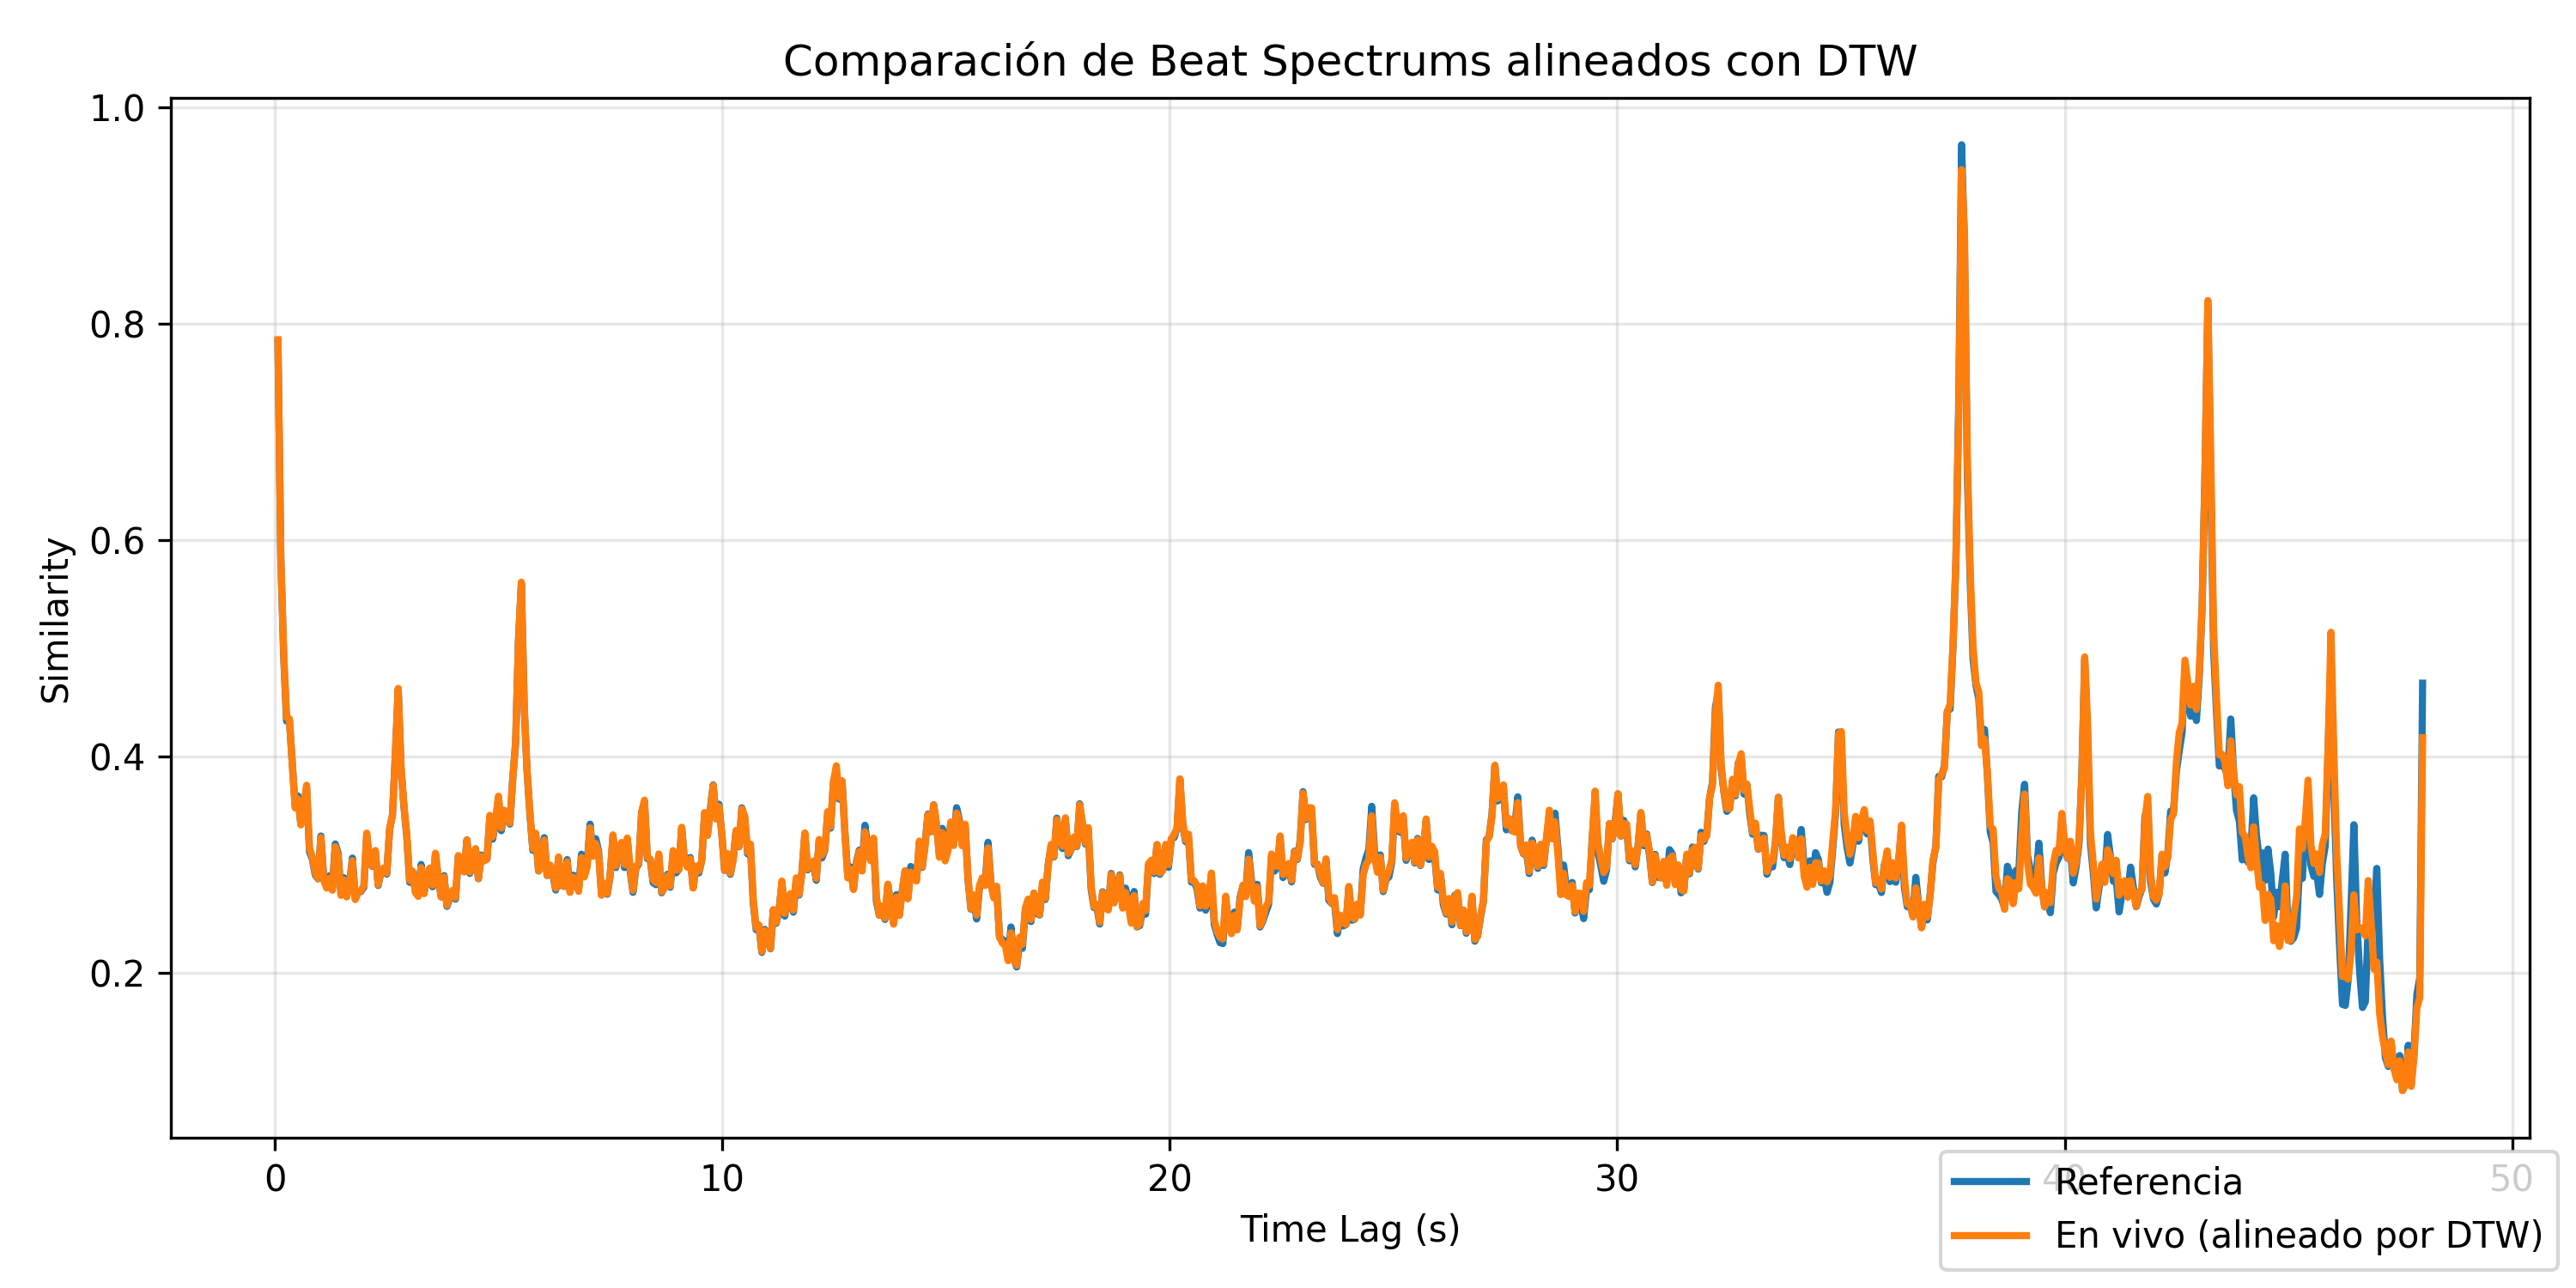 Comparación de Beat Spectrums alineados con DTW
1.0
0.8
0.6
0.4
0.2
Similarity
0 10 20 30 40 50
Time Lag (s)
Referencia
En vivo (alineado por DTW)